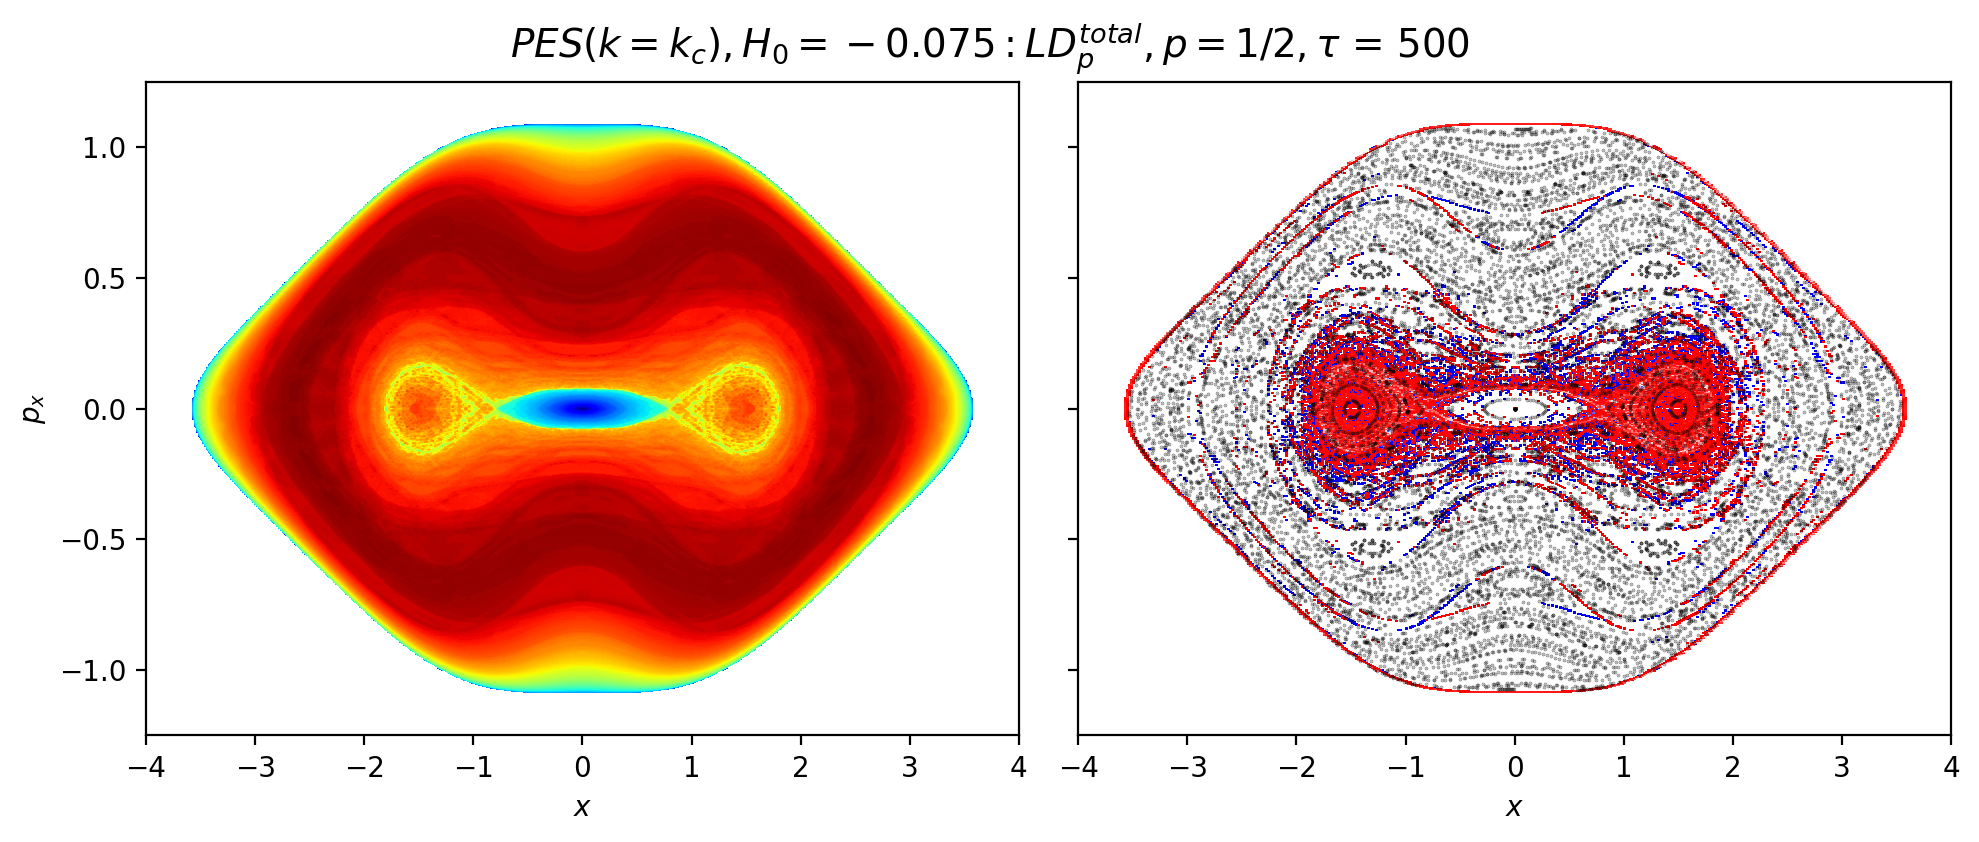 PES(k = k_c), H_0 = −0.075 : LD_p^{total}, p = 1/2, τ = 500
1.0
0.5
0.0
−0.5
−1.0
p_x
−4 −3 −2 −1 0 1 2 3 4
x
−4 −3 −2 −1 0 1 2 3 4
x